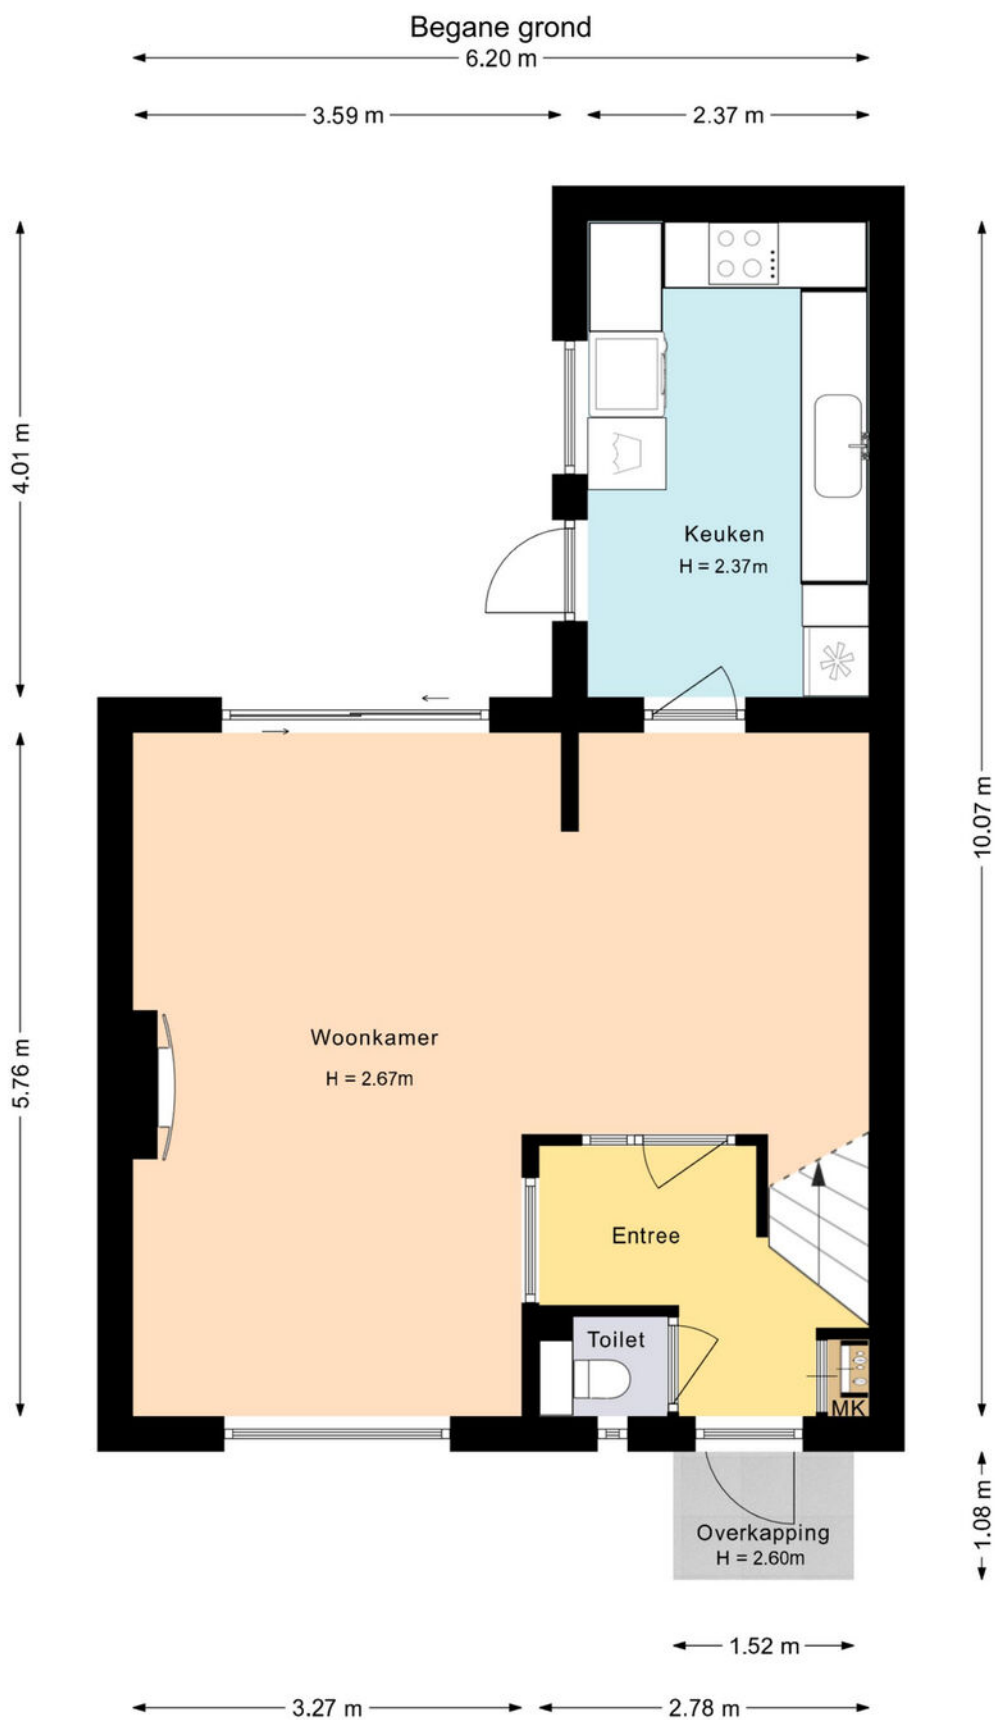 Begane grond
6.20 m
3.59 m
2.37 m
4.01 m
Keuken
H = 2.37m
10.07 m
Woonkamer
H = 2.67m
5.76 m
Entree
Toilet
MK
Overkapping
H = 2.60m
1.08 m
1.52 m
3.27 m
2.78 m